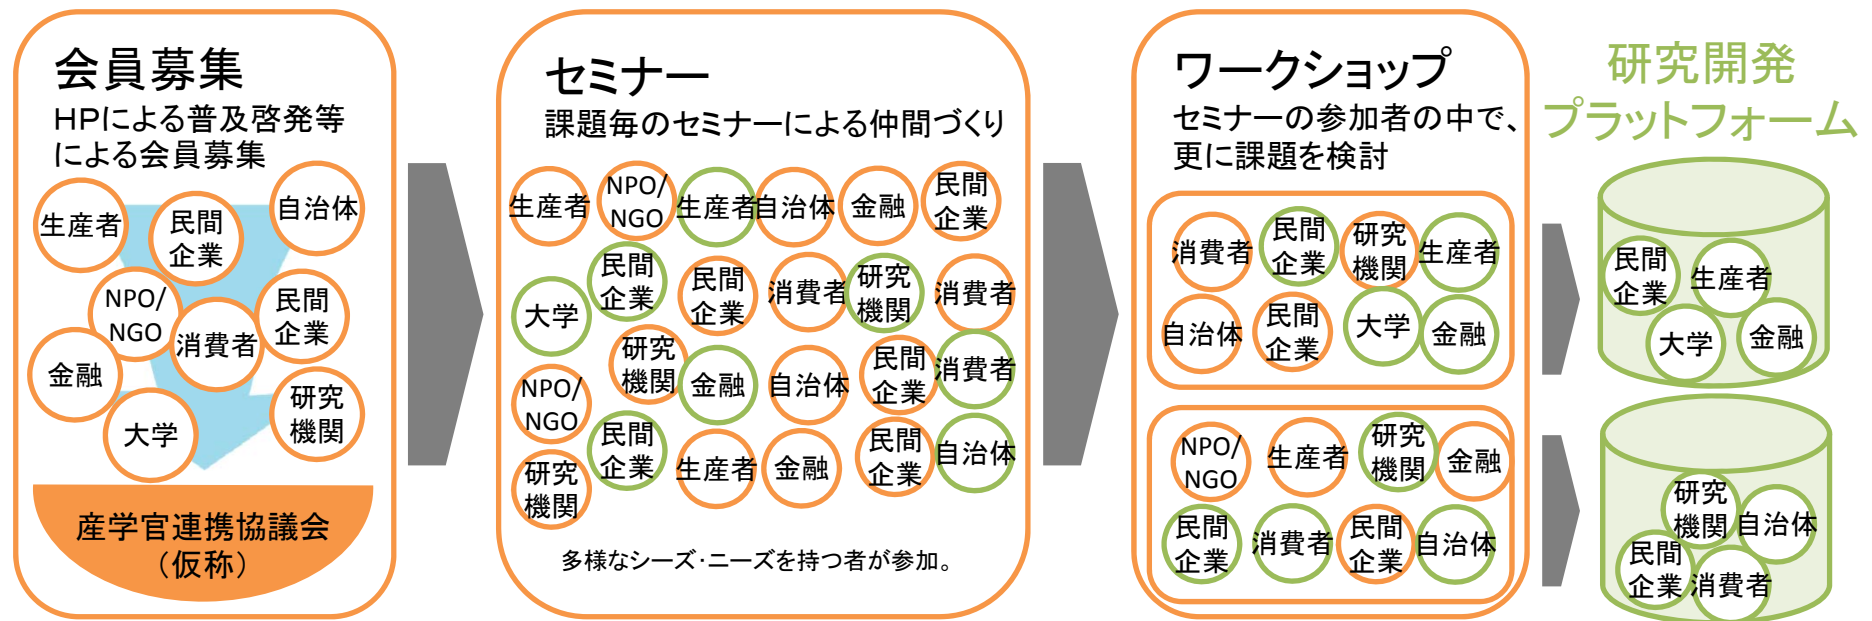 会員募集
HPによる普及啓発等
による会員募集
生産者
民間
企業
自治体
NPO/
NGO
消費者
民間
企業
金融
大学
研究
機関
産学官連携協議会
（仮称）
セミナー
課題毎のセミナーによる仲間づくり
生産者
NPO/
NGO
生産者
自治体
金融
民間
企業
大学
民間
企業
民間
企業
消費者
研究
機関
消費者
NPO/
NGO
研究
機関
金融
自治体
民間
企業
消費者
研究
機関
民間
企業
生産者
金融
民間
企業
自治体
多様なシーズ・ニーズを持つ者が参加。
ワークショップ
セミナーの参加者の中で、
更に課題を検討
消費者
民間
企業
研究
機関
生産者
自治体
民間
企業
大学
金融
NPO/
NGO
生産者
研究
機関
金融
民間
企業
消費者
民間
企業
自治体
研究開発
プラットフォーム
民間
企業
生産者
大学
金融
研究
機関
自治体
民間
企業
消費者